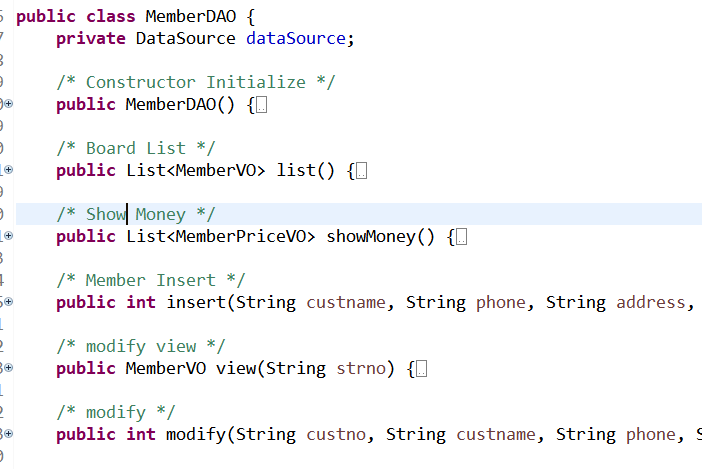 public class MemberDAO {
private DataSource dataSource;
/* Constructor Initialize */
public MemberDAO() {
/* Board List */
public List<MemberVO> list() {
/* Show Money */
public List<MemberPriceVO> showMoney() {
/* Member Insert */
public int insert(String custname, String phone, String address,
/* modify view */
public MemberVO view(String strno) {
/* modify */
public int modify(String custno, String custname, String phone, S